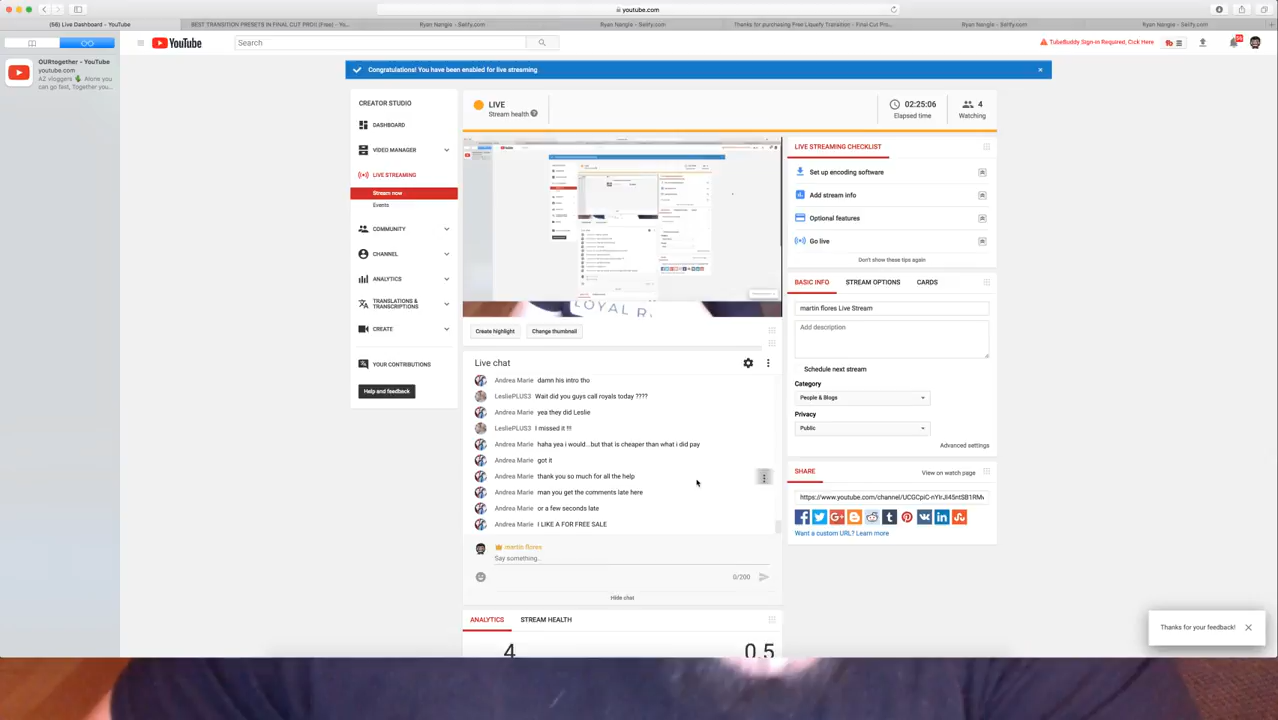 youtube.com
(56) Live Dashboard - YouTube
BEST TRANSITION PRESETS IN FINAL CUT PRO|| (Free) - Yo...
Ryan Nangle - Sellfy.com
Ryan Nangle - Sellfy.com
Thanks for purchasing Free Liquify Transition - Final Cut Pro...
Ryan Nangle - Sellfy.com
Ryan Nangle - Sellfy.com
OURtogether - YouTube
youtube.com
AZ vloggers 🌵 Alone you
can go fast, Together you...
YouTube
Search
TubeBuddy Sign in Required, Click Here
Congratulations! You have been enabled for live streaming
CREATOR STUDIO
DASHBOARD
VIDEO MANAGER
LIVE STREAMING
Stream now
Events
COMMUNITY
CHANNEL
ANALYTICS
TRANSLATIONS &
TRANSCRIPTIONS
CREATE
YOUR CONTRIBUTIONS
Help and feedback
LIVE
Stream health
02:25:06
Elapsed time
4
Watching
LOYAL
Create highlight
Change thumbnail
Live chat
Andrea Marie damn his intro tho
LesliePLUS3 Wait did you guys call royals today ????
Andrea Marie yea they did Leslie
LesliePLUS3 I missed it !!!
Andrea Marie haha yea i would...but that is cheaper than what i did pay
Andrea Marie got it
Andrea Marie thank you so much for all the help
Andrea Marie man you get the comments late here
Andrea Marie or a few seconds late
Andrea Marie I LIKE A FOR FREE SALE
martin flores
Say something...
0/200
Hide chat
ANALYTICS
STREAM HEALTH
4
0.5
LIVE STREAMING CHECKLIST
Set up encoding software
Add stream info
Optional features
Go live
Don't show these tips again
BASIC INFO
STREAM OPTIONS
CARDS
martin flores Live Stream
Add description
Schedule next stream
Category
People & Blogs
Privacy
Public
Advanced settings
SHARE
View on watch page
Want a custom URL? Learn more
Thanks for your feedback!